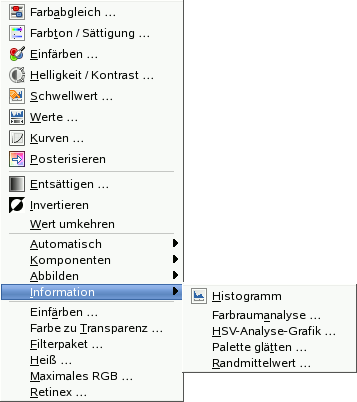 Farbabgleich …
Farbton / Sättigung …
Einfärben …
Helligkeit / Kontrast …
Schwellwert …
Werte …
Kurven …
Posterisieren
Entsättigen …
Invertieren
Wert umkehren
Automatisch
Komponenten
Abbilden
Information
Einfärben …
Farbe zu Transparenz …
Filterpaket …
Heiß …
Maximales RGB …
Retinex …
Histogramm
Farbraumanalyse …
HSV-Analyse-Grafik …
Palette glätten …
Randmittelwert …